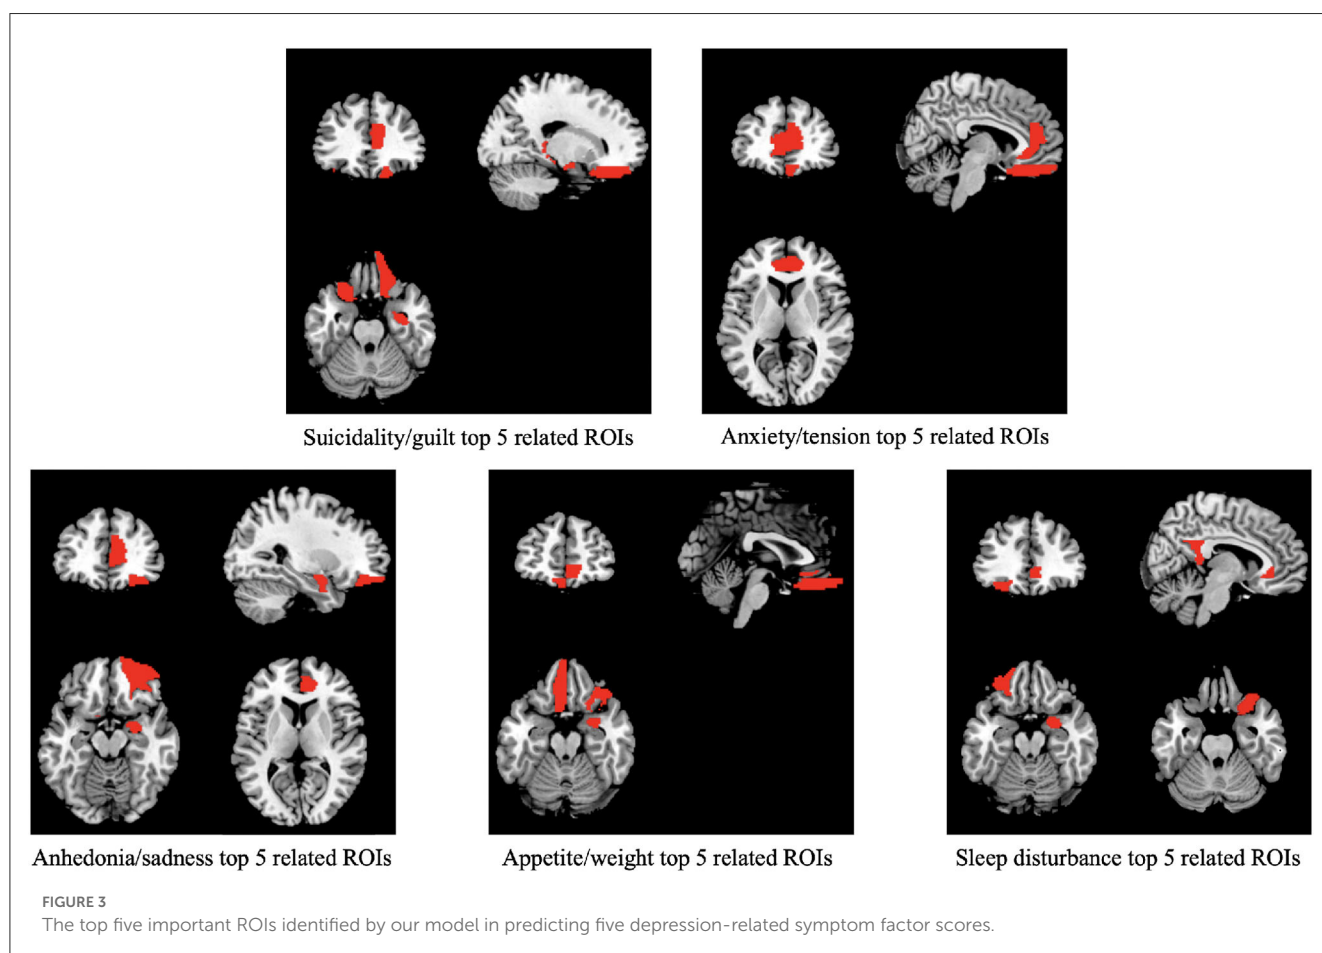 Suicidality/guilt top 5 related ROIs
Anxiety/tension top 5 related ROIs
Anhedonia/sadness top 5 related ROIs
Appetite/weight top 5 related ROIs
Sleep disturbance top 5 related ROIs
FIGURE 3
The top five important ROIs identified by our model in predicting five depression-related symptom factor scores.